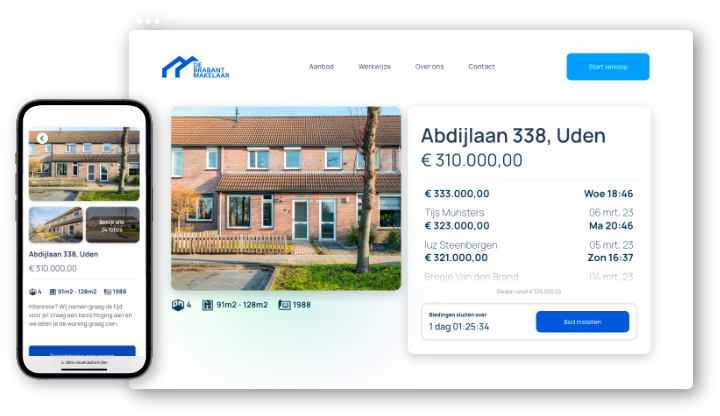 DE
BRABANT
MAKELAAR
Aanbod
Werkwijze
Over ons
Contact
Start verkoop
Abdijlaan 338, Uden
€ 310.000,00
€ 333.000,00 Woe 18:46
Tijs Munsters 06 mrt, 23
€ 323.000,00 Ma 20:46
luz Steenbergen 05 mrt, 23
€ 321.000,00 Zon 16:37
Bregje Van den Brand 04 mrt, 23
Bieden vanaf € 335.000,00
Biedingen sluiten over
1 dag 01:25:34
Bod instellen
4
91m2 - 128m2
1988
Bekijk alle
34 foto's
Abdijlaan 338, Uden
€ 310.000,00
4
91m2 - 128m2
1988
Interesse? Wij nemen graag de tijd
voor je! Vraag een bezichtiging aan en
we laten je de woning graag zien.